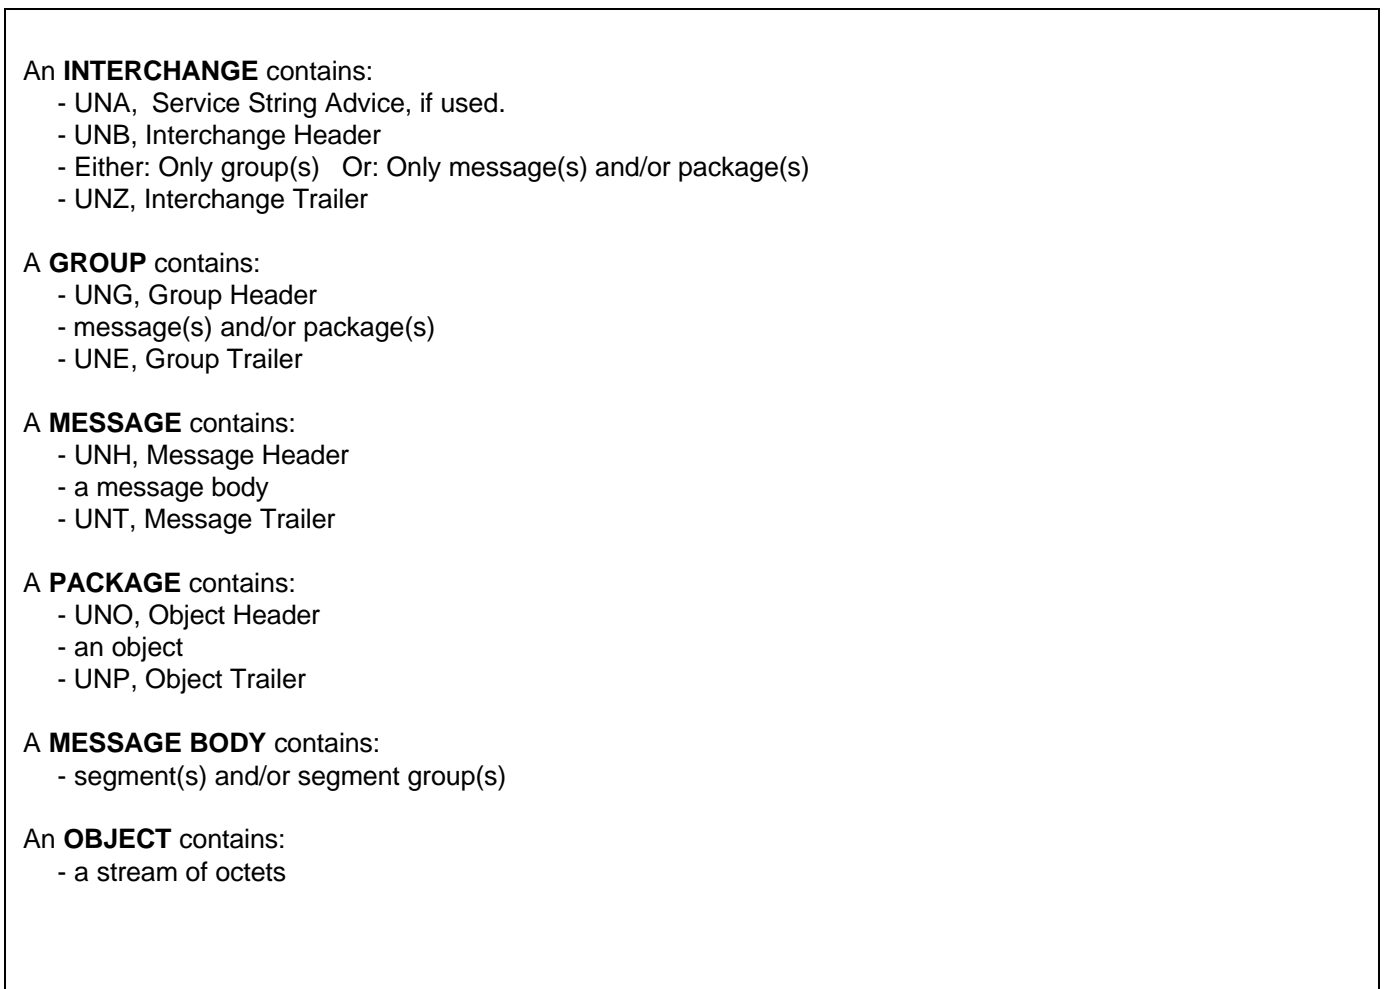 An INTERCHANGE contains:
- UNA,  Service String Advice, if used.
- UNB, Interchange Header
- Either: Only group(s)   Or: Only message(s) and/or package(s)
- UNZ, Interchange Trailer
A GROUP contains:
- UNG, Group Header
- message(s) and/or package(s)
- UNE, Group Trailer
A MESSAGE contains:
- UNH, Message Header
- a message body
- UNT, Message Trailer
A PACKAGE contains:
- UNO, Object Header
- an object
- UNP, Object Trailer
A MESSAGE BODY contains:
- segment(s) and/or segment group(s)
An OBJECT contains:
- a stream of octets